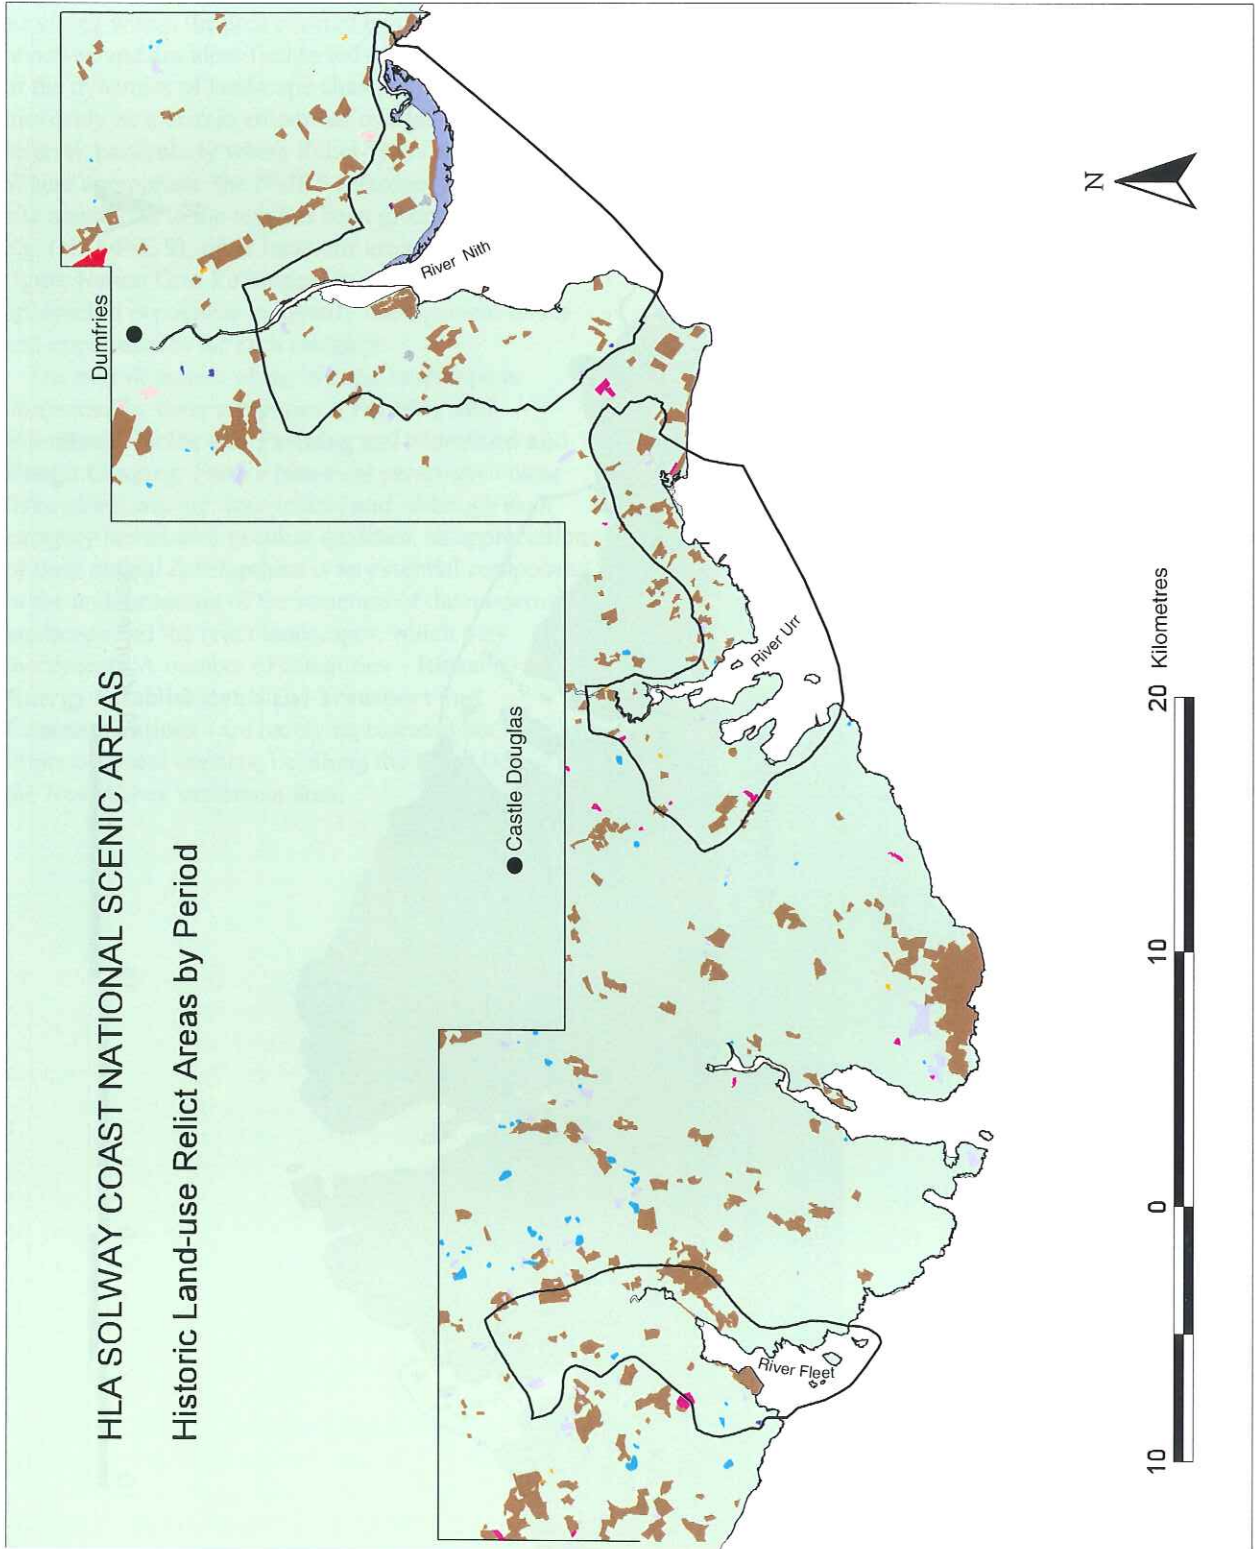 HLA SOLWAY COAST NATIONAL SCENIC AREAS
Historic Land-use Relict Areas by Period
Dumfries
River Nith
Castle Douglas
River Urr
River Fleet
N
10 0 10 20 Kilometres